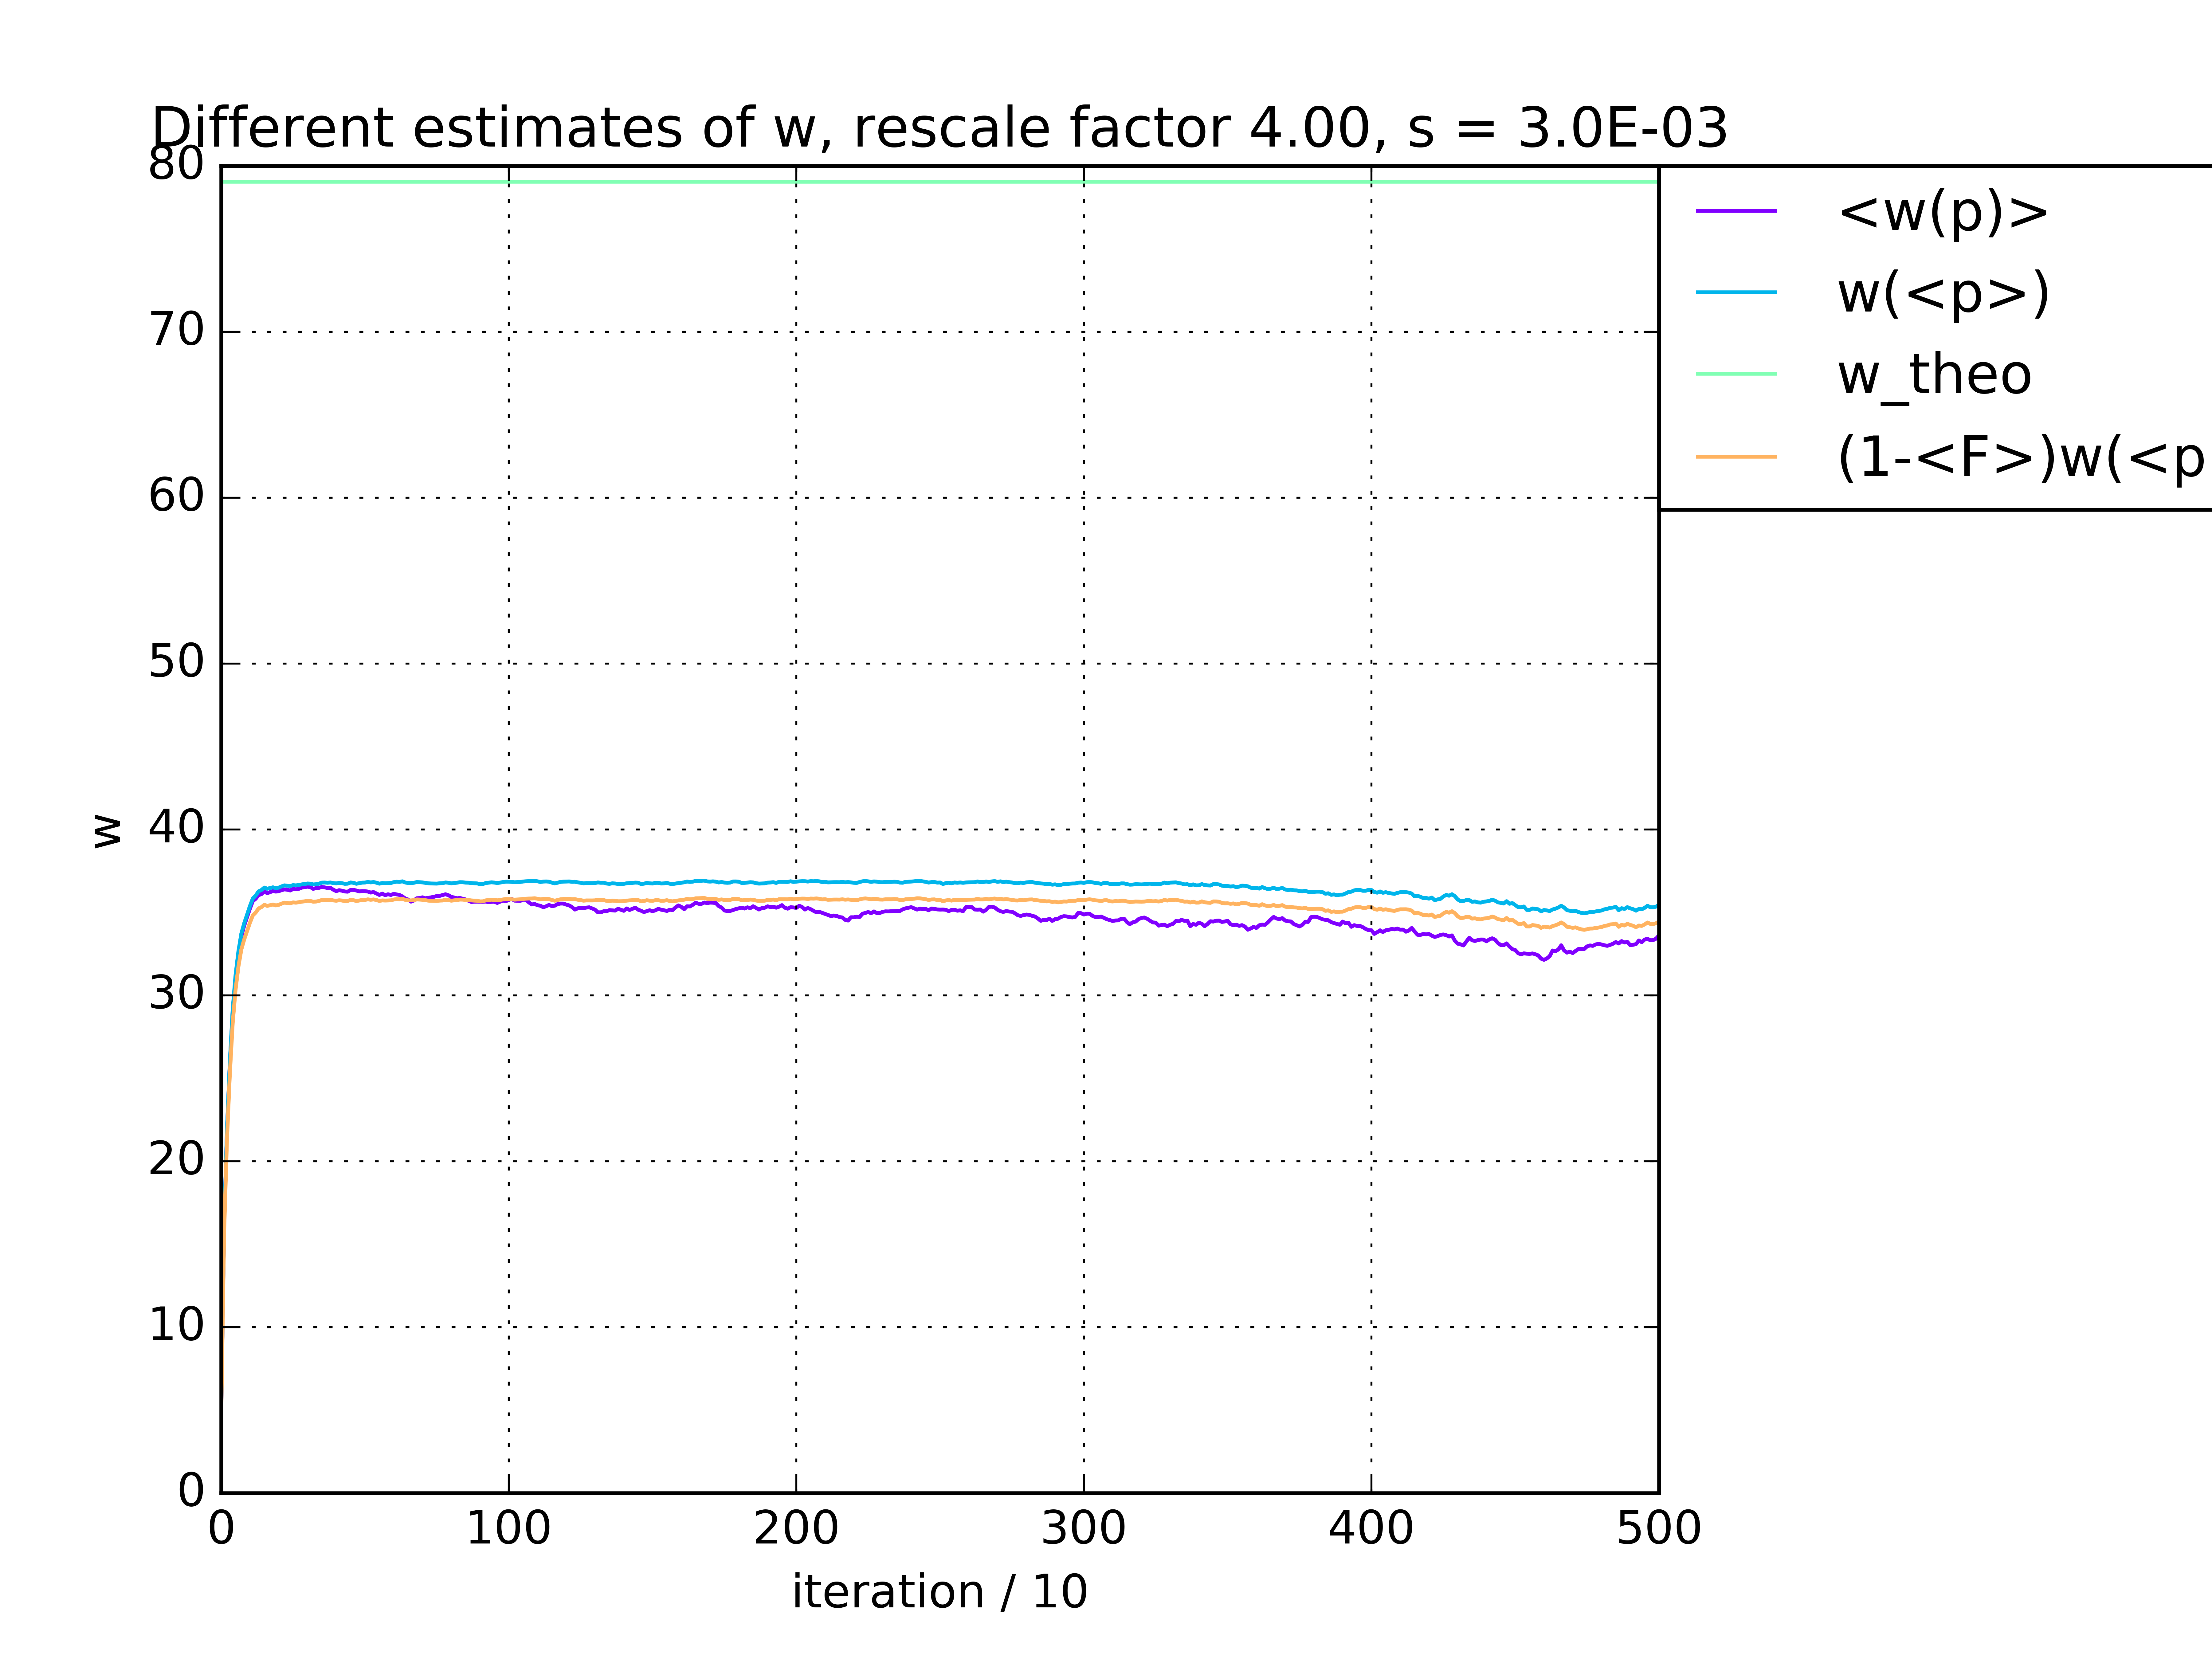 Different estimates of w, rescale factor 4.00, s = 3.0E-03
80
70
60
50
40
30
20
10
0
w
0 100 200 300 400 500
iteration / 10
<w(p)>
w(<p>)
w_theo
(1-<F>)w(<p